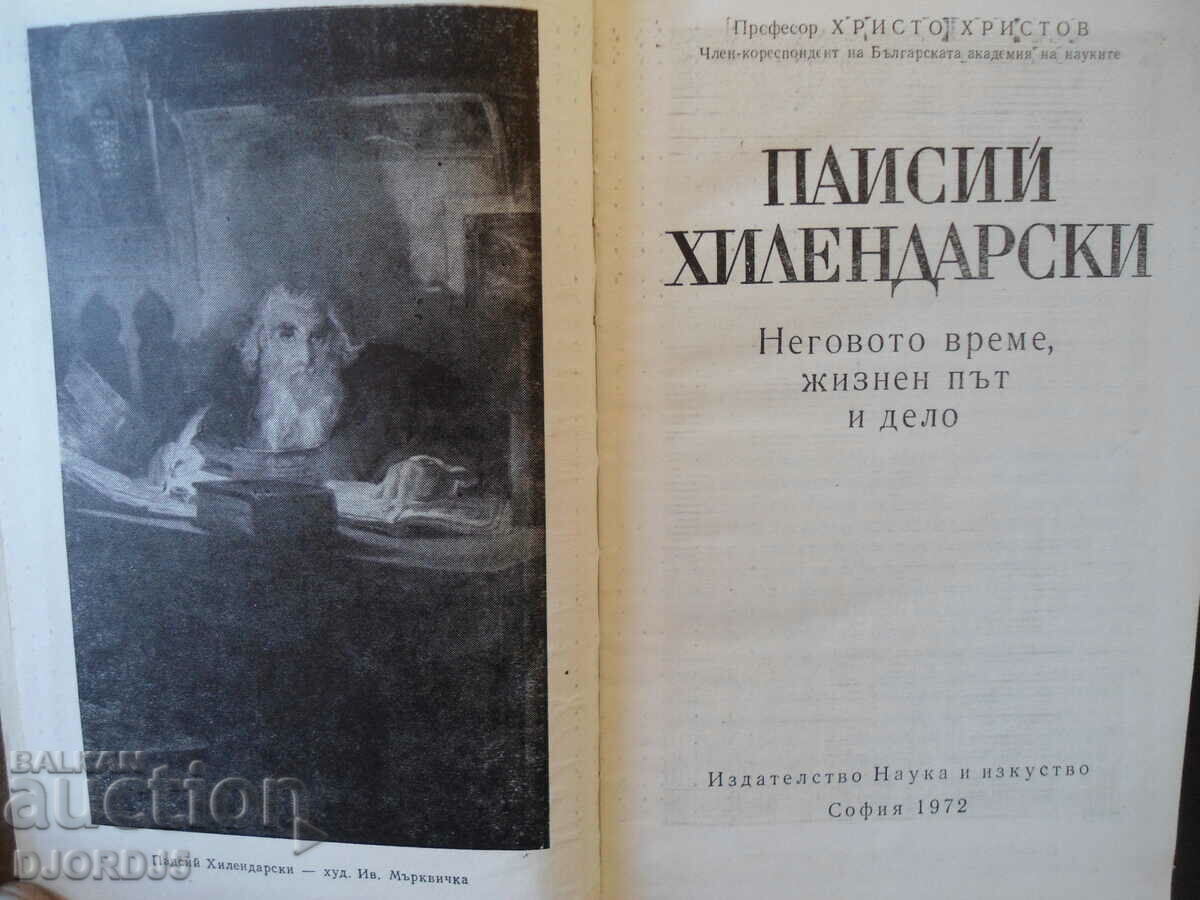 Паисий Хилендарски — худ. Ив. Мърквичка
Професор ХРИСТО ХРИСТОВ
Член-кореспондент на Българската академия на науките
ПАИСИЙ
ХИЛЕНДАРСКИ
Неговото време,
жизнен път
и дело
Издателство Наука и изкуство
София 1972
BALKAN
auction
DJORD55